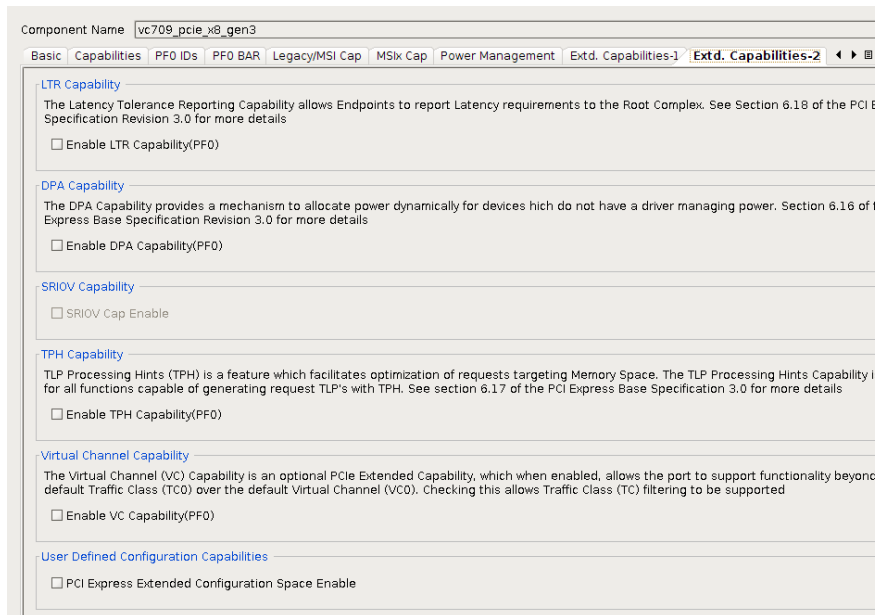 Component Name vc709_pcie_x8_gen3
Basic Capabilities PF0 IDs PF0 BAR Legacy/MSI Cap MSIx Cap Power Management Extd. Capabilities-1 Extd. Capabilities-2
LTR Capability
The Latency Tolerance Reporting Capability allows Endpoints to report Latency requirements to the Root Complex. See Section 6.18 of the PCI
Specification Revision 3.0 for more details
Enable LTR Capability(PF0)
DPA Capability
The DPA Capability provides a mechanism to allocate power dynamically for devices hich do not have a driver managing power. Section 6.16 of
Express Base Specification Revision 3.0 for more details
Enable DPA Capability(PF0)
SRIOV Capability
SRIOV Cap Enable
TPH Capability
TLP Processing Hints (TPH) is a feature which facilitates optimization of requests targeting Memory Space. The TLP Processing Hints Capability
for all functions capable of generating request TLP's with TPH. See section 6.17 of the PCI Express Base Specification 3.0 for more details
Enable TPH Capability(PF0)
Virtual Channel Capability
The Virtual Channel (VC) Capability is an optional PCIe Extended Capability, which when enabled, allows the port to support functionality beyond
default Traffic Class (TC0) over the default Virtual Channel (VC0). Checking this allows Traffic Class (TC) filtering to be supported
Enable VC Capability(PF0)
User Defined Configuration Capabilities
PCI Express Extended Configuration Space Enable